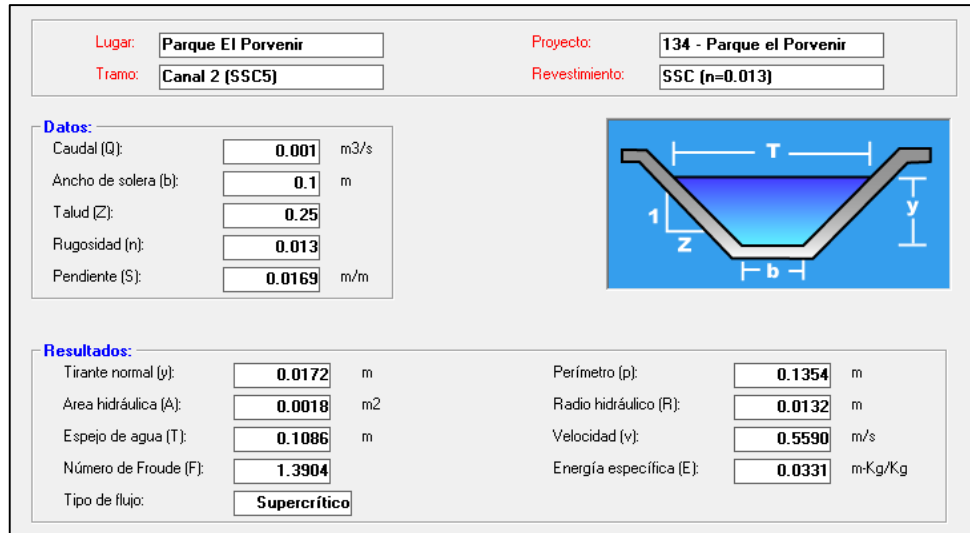 Lugar: Parque El Porvenir Proyecto: 134 - Parque el Porvenir
Tramo: Canal 2 (SSC5) Revestimiento: SSC (n=0.013)
Datos:
Caudal (Q): 0.001 m3/s
Ancho de solera (b): 0.1 m
Talud (Z): 0.25
Rugosidad (n): 0.013
Pendiente (S): 0.0169 m/m
T
y
1
Z
b
Resultados:
Tirante normal (y): 0.0172 m Perímetro (p): 0.1354 m
Area hidráulica (A): 0.0018 m2 Radio hidráulico (R): 0.0132 m
Espejo de agua (T): 0.1086 m Velocidad (v): 0.5590 m/s
Número de Froude (F): 1.3904 Energía específica (E): 0.0331 m-Kg/Kg
Tipo de flujo: Supercrítico